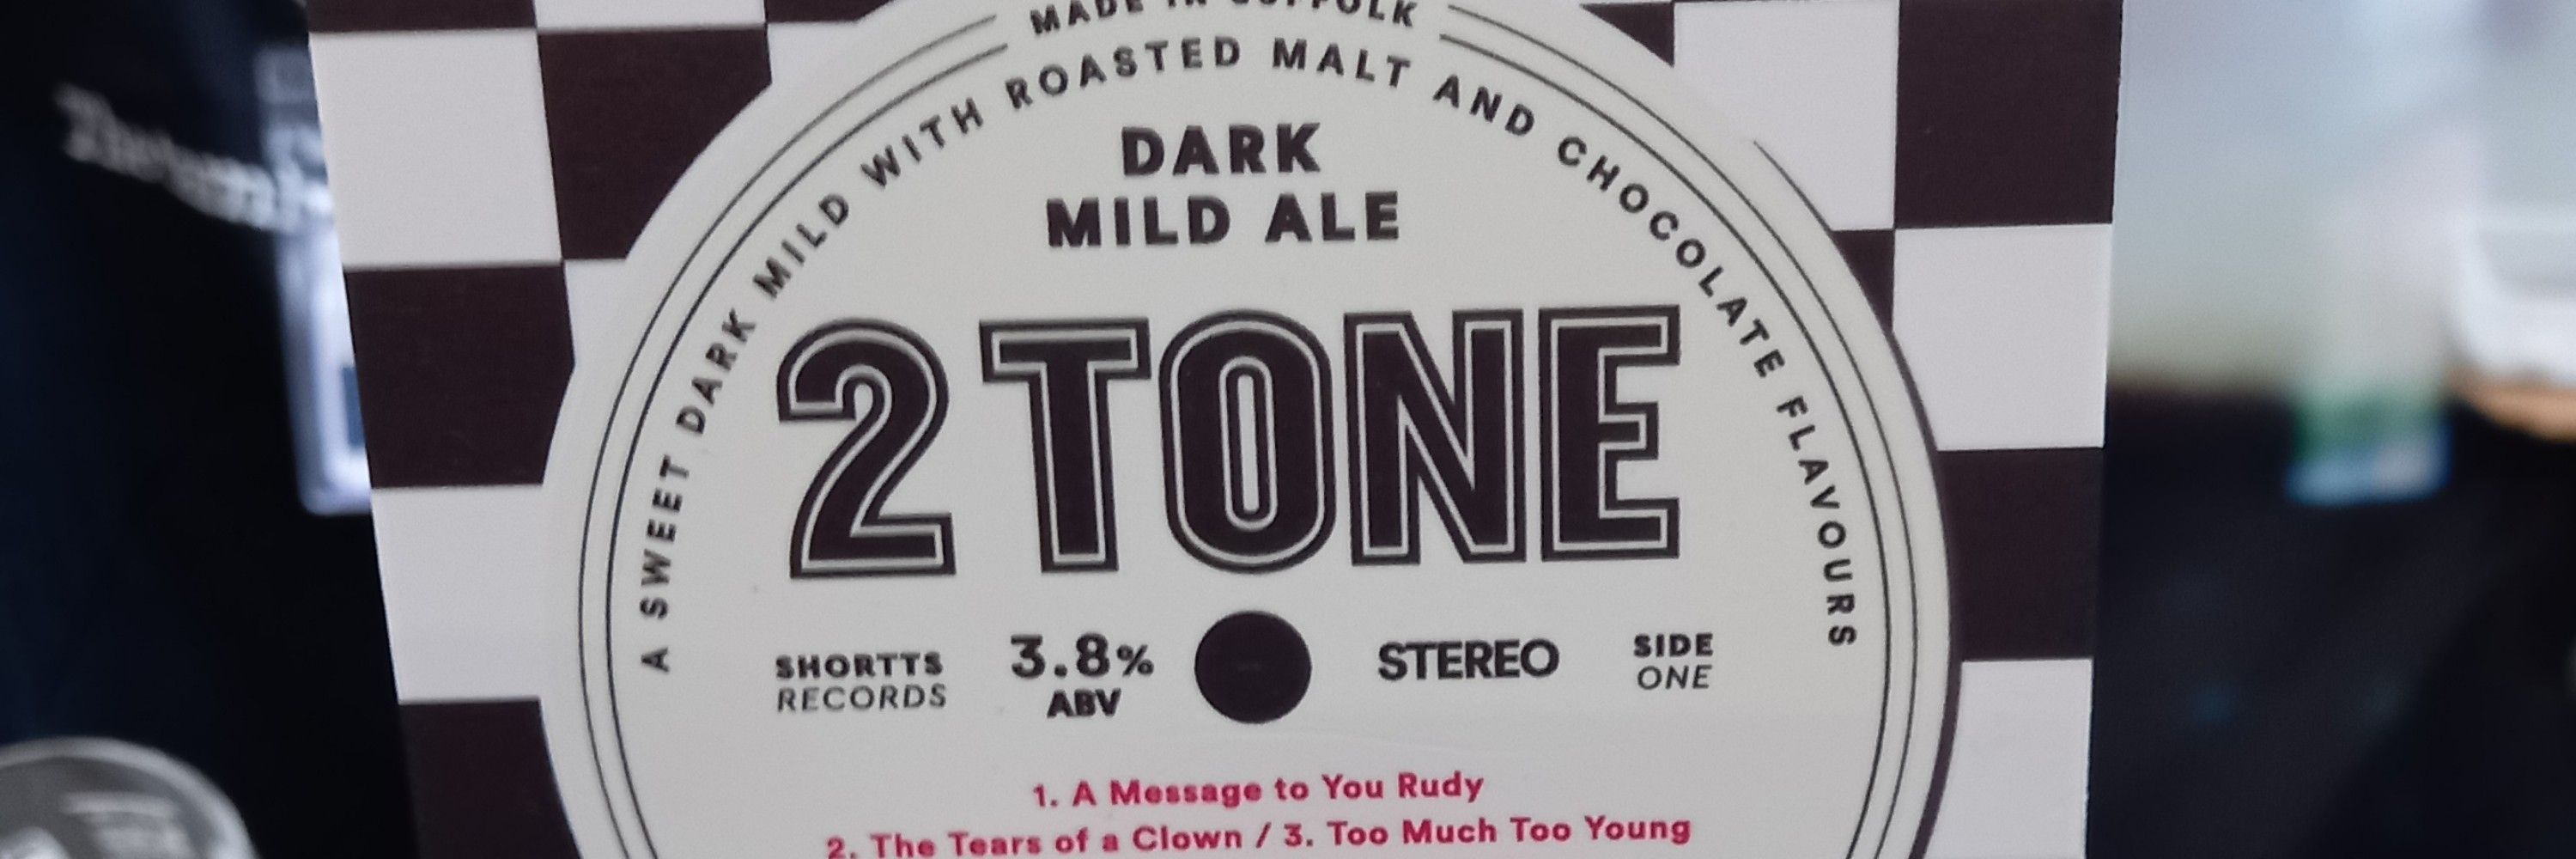 MADE IN SUFFOLK
A SWEET DARK MILD WITH ROASTED MALT AND CHOCOLATE FLAVOURS
DARK
MILD ALE
2 TONE
SHORTTS
RECORDS
3.8%
ABV
STEREO
SIDE
ONE
1. A Message to You Rudy
2. The Tears of a Clown / 3. Too Much Too Young